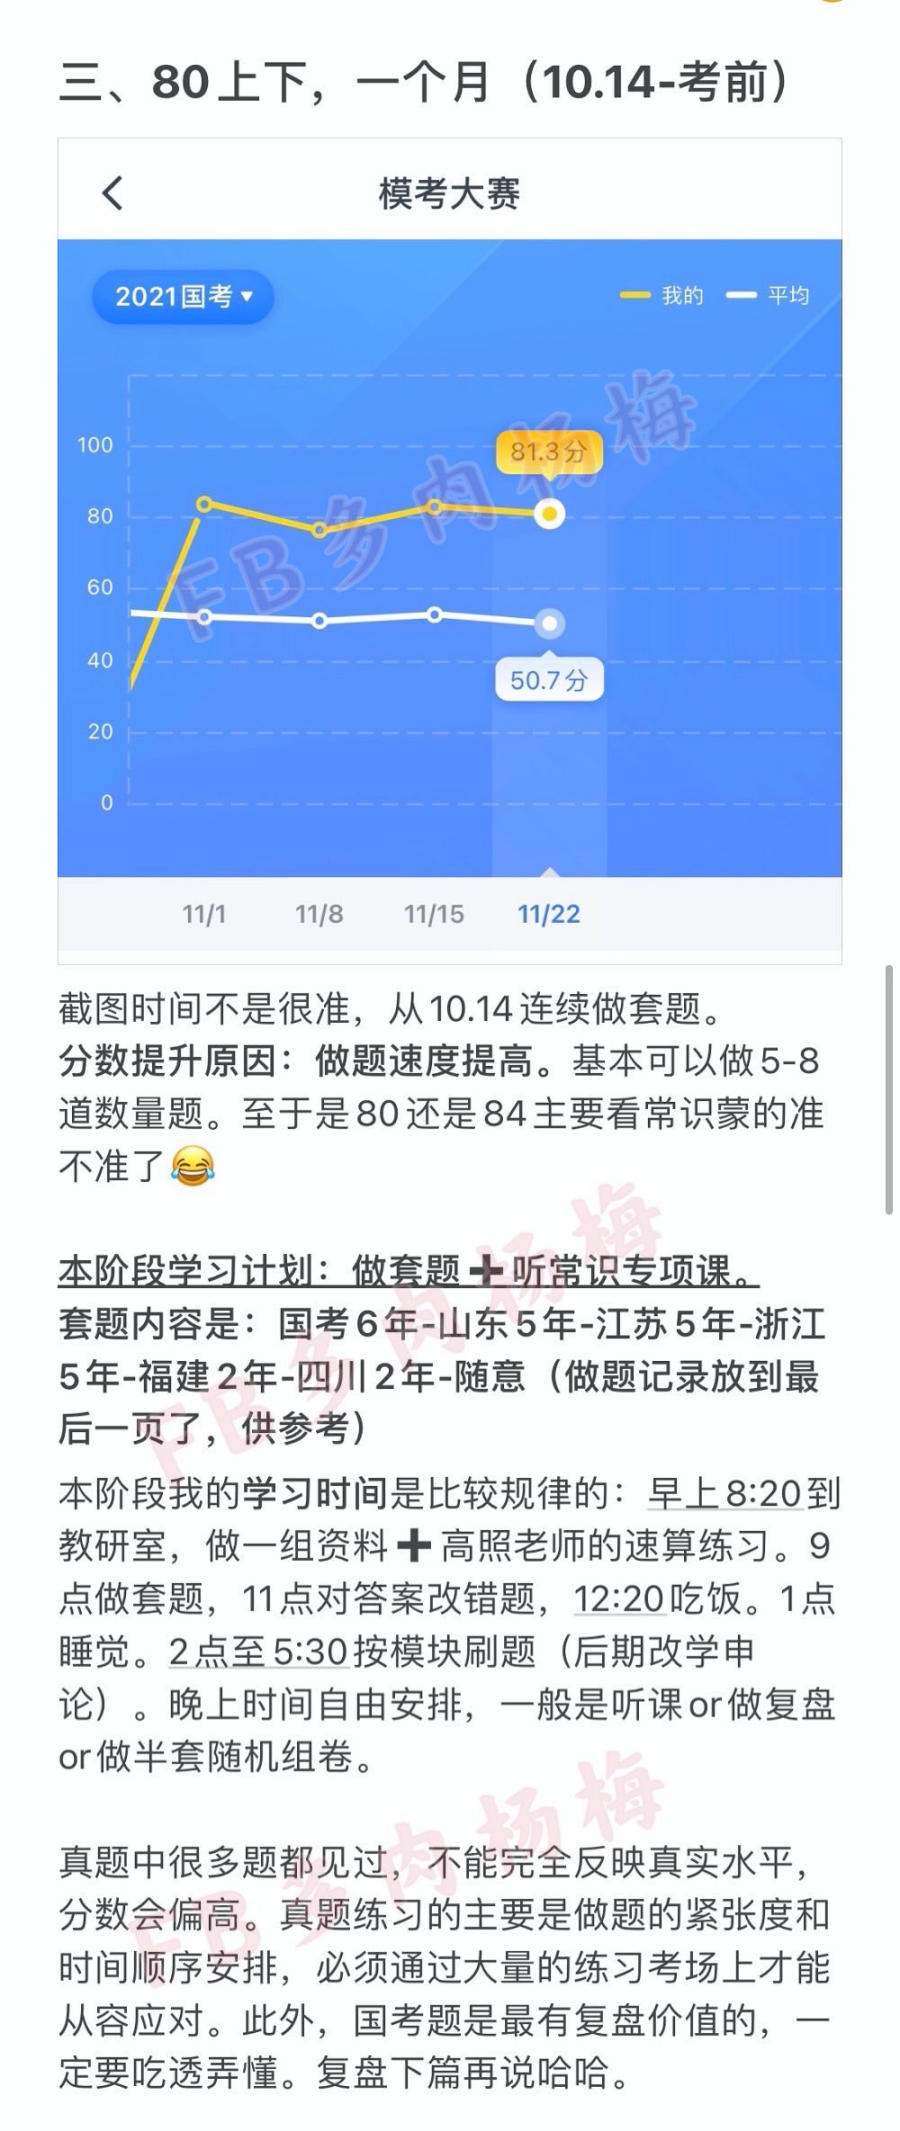 三、80上下，一个月（10.14-考前）
模考大赛
2021国考
我的 平均
100
81.3分
80
60
40
50.7分
20
0
11/1 11/8 11/15 11/22
FB多肉杨梅
截图时间不是很准，从10.14连续做套题。
分数提升原因：做题速度提高。基本可以做5-8
道数量题。至于是80还是84主要看常识蒙的准
不准了😂
本阶段学习计划：做套题➕听常识专项课。
套题内容是：国考6年-山东5年-江苏5年-浙江
5年-福建2年-四川2年-随意（做题记录放到最
后一页了，供参考）
FB多肉杨梅
本阶段我的学习时间是比较规律的：早上8:20到
教研室，做一组资料➕高照老师的速算练习。9
点做套题，11点对答案改错题，12:20吃饭。1点
睡觉。2点至5:30按模块刷题（后期改学申
论）。晚上时间自由安排，一般是听课or做复盘
or做半套随机组卷。
真题中很多题都见过，不能完全反映真实水平，
分数会偏高。真题练习的主要是做题的紧张度和
时间顺序安排，必须通过大量的练习考场上才能
从容应对。此外，国考题是最有复盘价值的，一
定要吃透弄懂。复盘下篇再说哈哈。
FB多肉杨梅